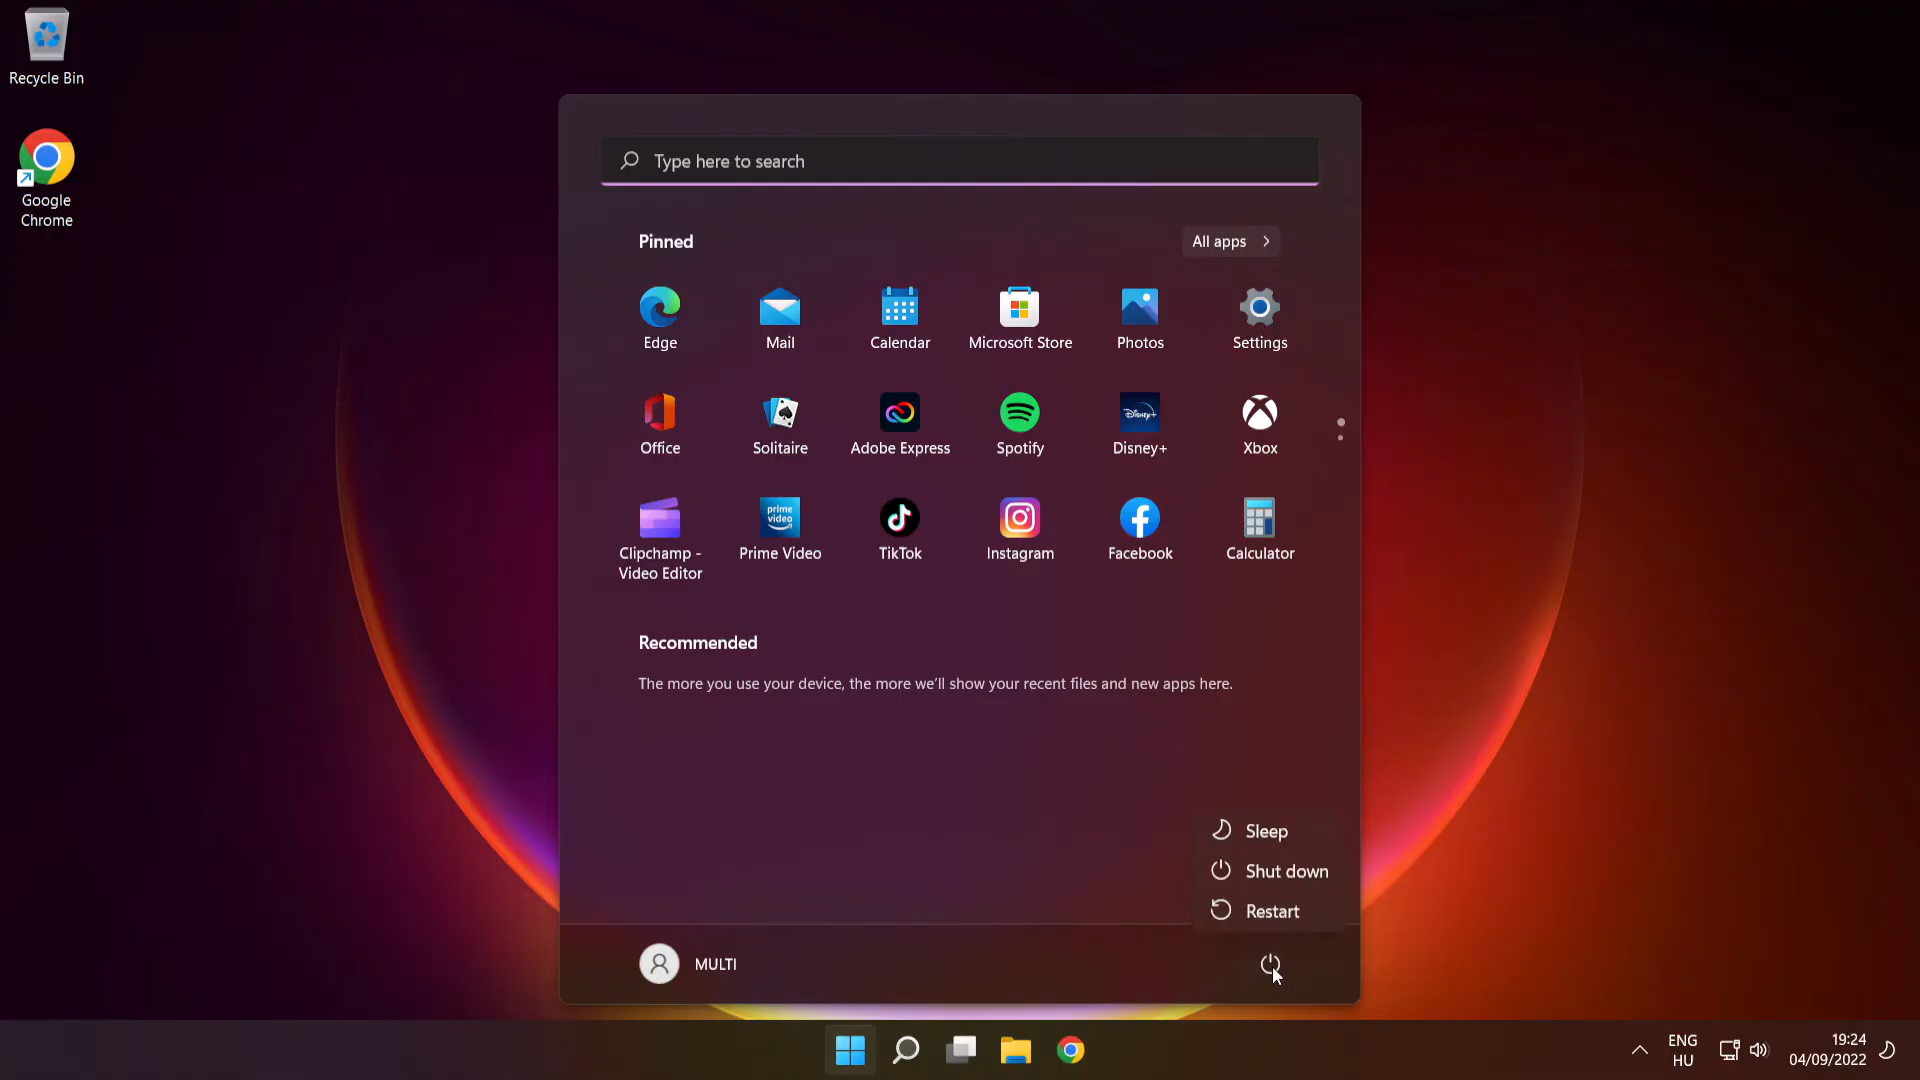 Recycle Bin
Google
Chrome
Type here to search
Pinned
All apps
Edge
Mail
Calendar
Microsoft Store
Photos
Settings
Office
Solitaire
Adobe Express
Spotify
Disney+
Disney+
Xbox
prime
video
Clipchamp -
Video Editor
Prime Video
TikTok
Instagram
Facebook
Calculator
Recommended
The more you use your device, the more we'll show your recent files and new apps here.
Sleep
Shut down
Restart
MULTI
ENG
HU
19:24
04/09/2022